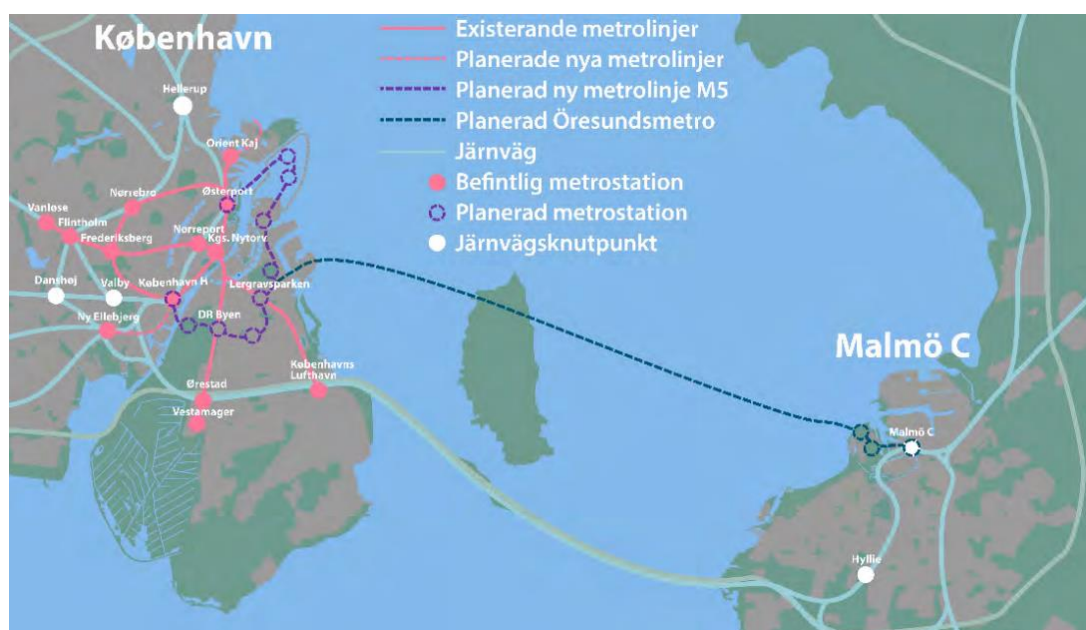 København
Existerande metrolinjer
Planerade nya metrolinjer
Planerad ny metrolinje M5
Planerad Öresundsmetro
Järnväg
Befintlig metrostation
Planerad metrostation
Järnvägsknutpunkt
Hellerup
Orient Kaj
Nørrebro
Østerport
Vanløse
Flintholm
Frederiksberg
Nørreport
Kgs. Nytorv
Danshøj
Valby
København H
Lergravsparken
Ny Ellebjerg
DR Byen
Københavns
Lufthavn
Ørestad
Vestamager
Malmö C
Malmö C
Hyllie